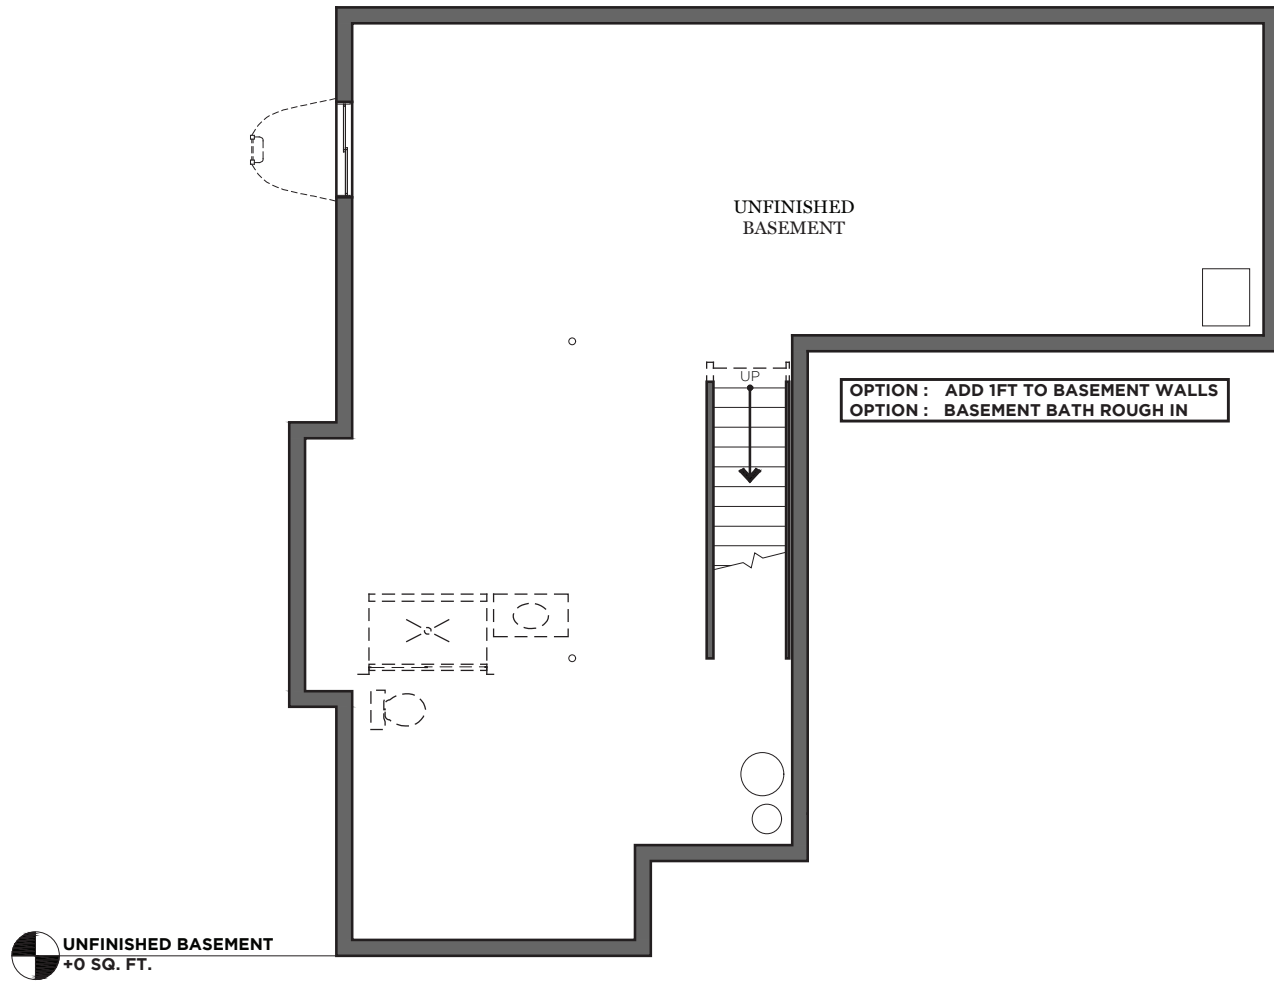 UNFINISHED
BASEMENT
UP
OPTION : ADD 1FT TO BASEMENT WALLS
OPTION : BASEMENT BATH ROUGH IN
UNFINISHED BASEMENT
+0 SQ. FT.